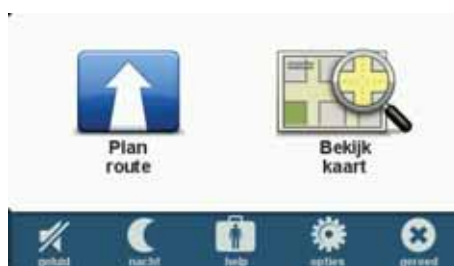 Plan
route
Bekijk
kaart
geluid nacht help opties gereed